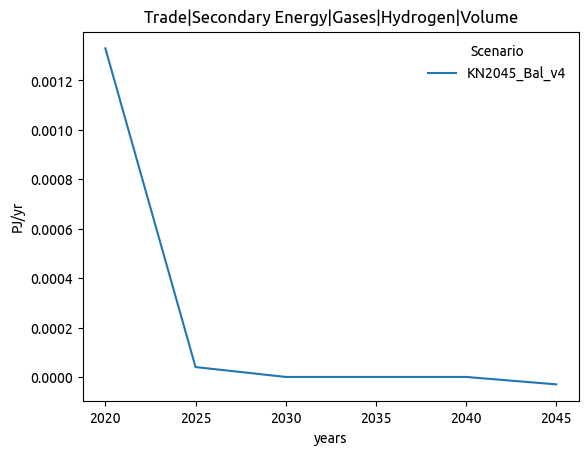 Trade|Secondary Energy|Gases|Hydrogen|Volume
Scenario
KN2045_Bal_v4
0.0012
0.0010
0.0008
0.0006
0.0004
0.0002
0.0000
PJ/yr
2020 2025 2030 2035 2040 2045
years